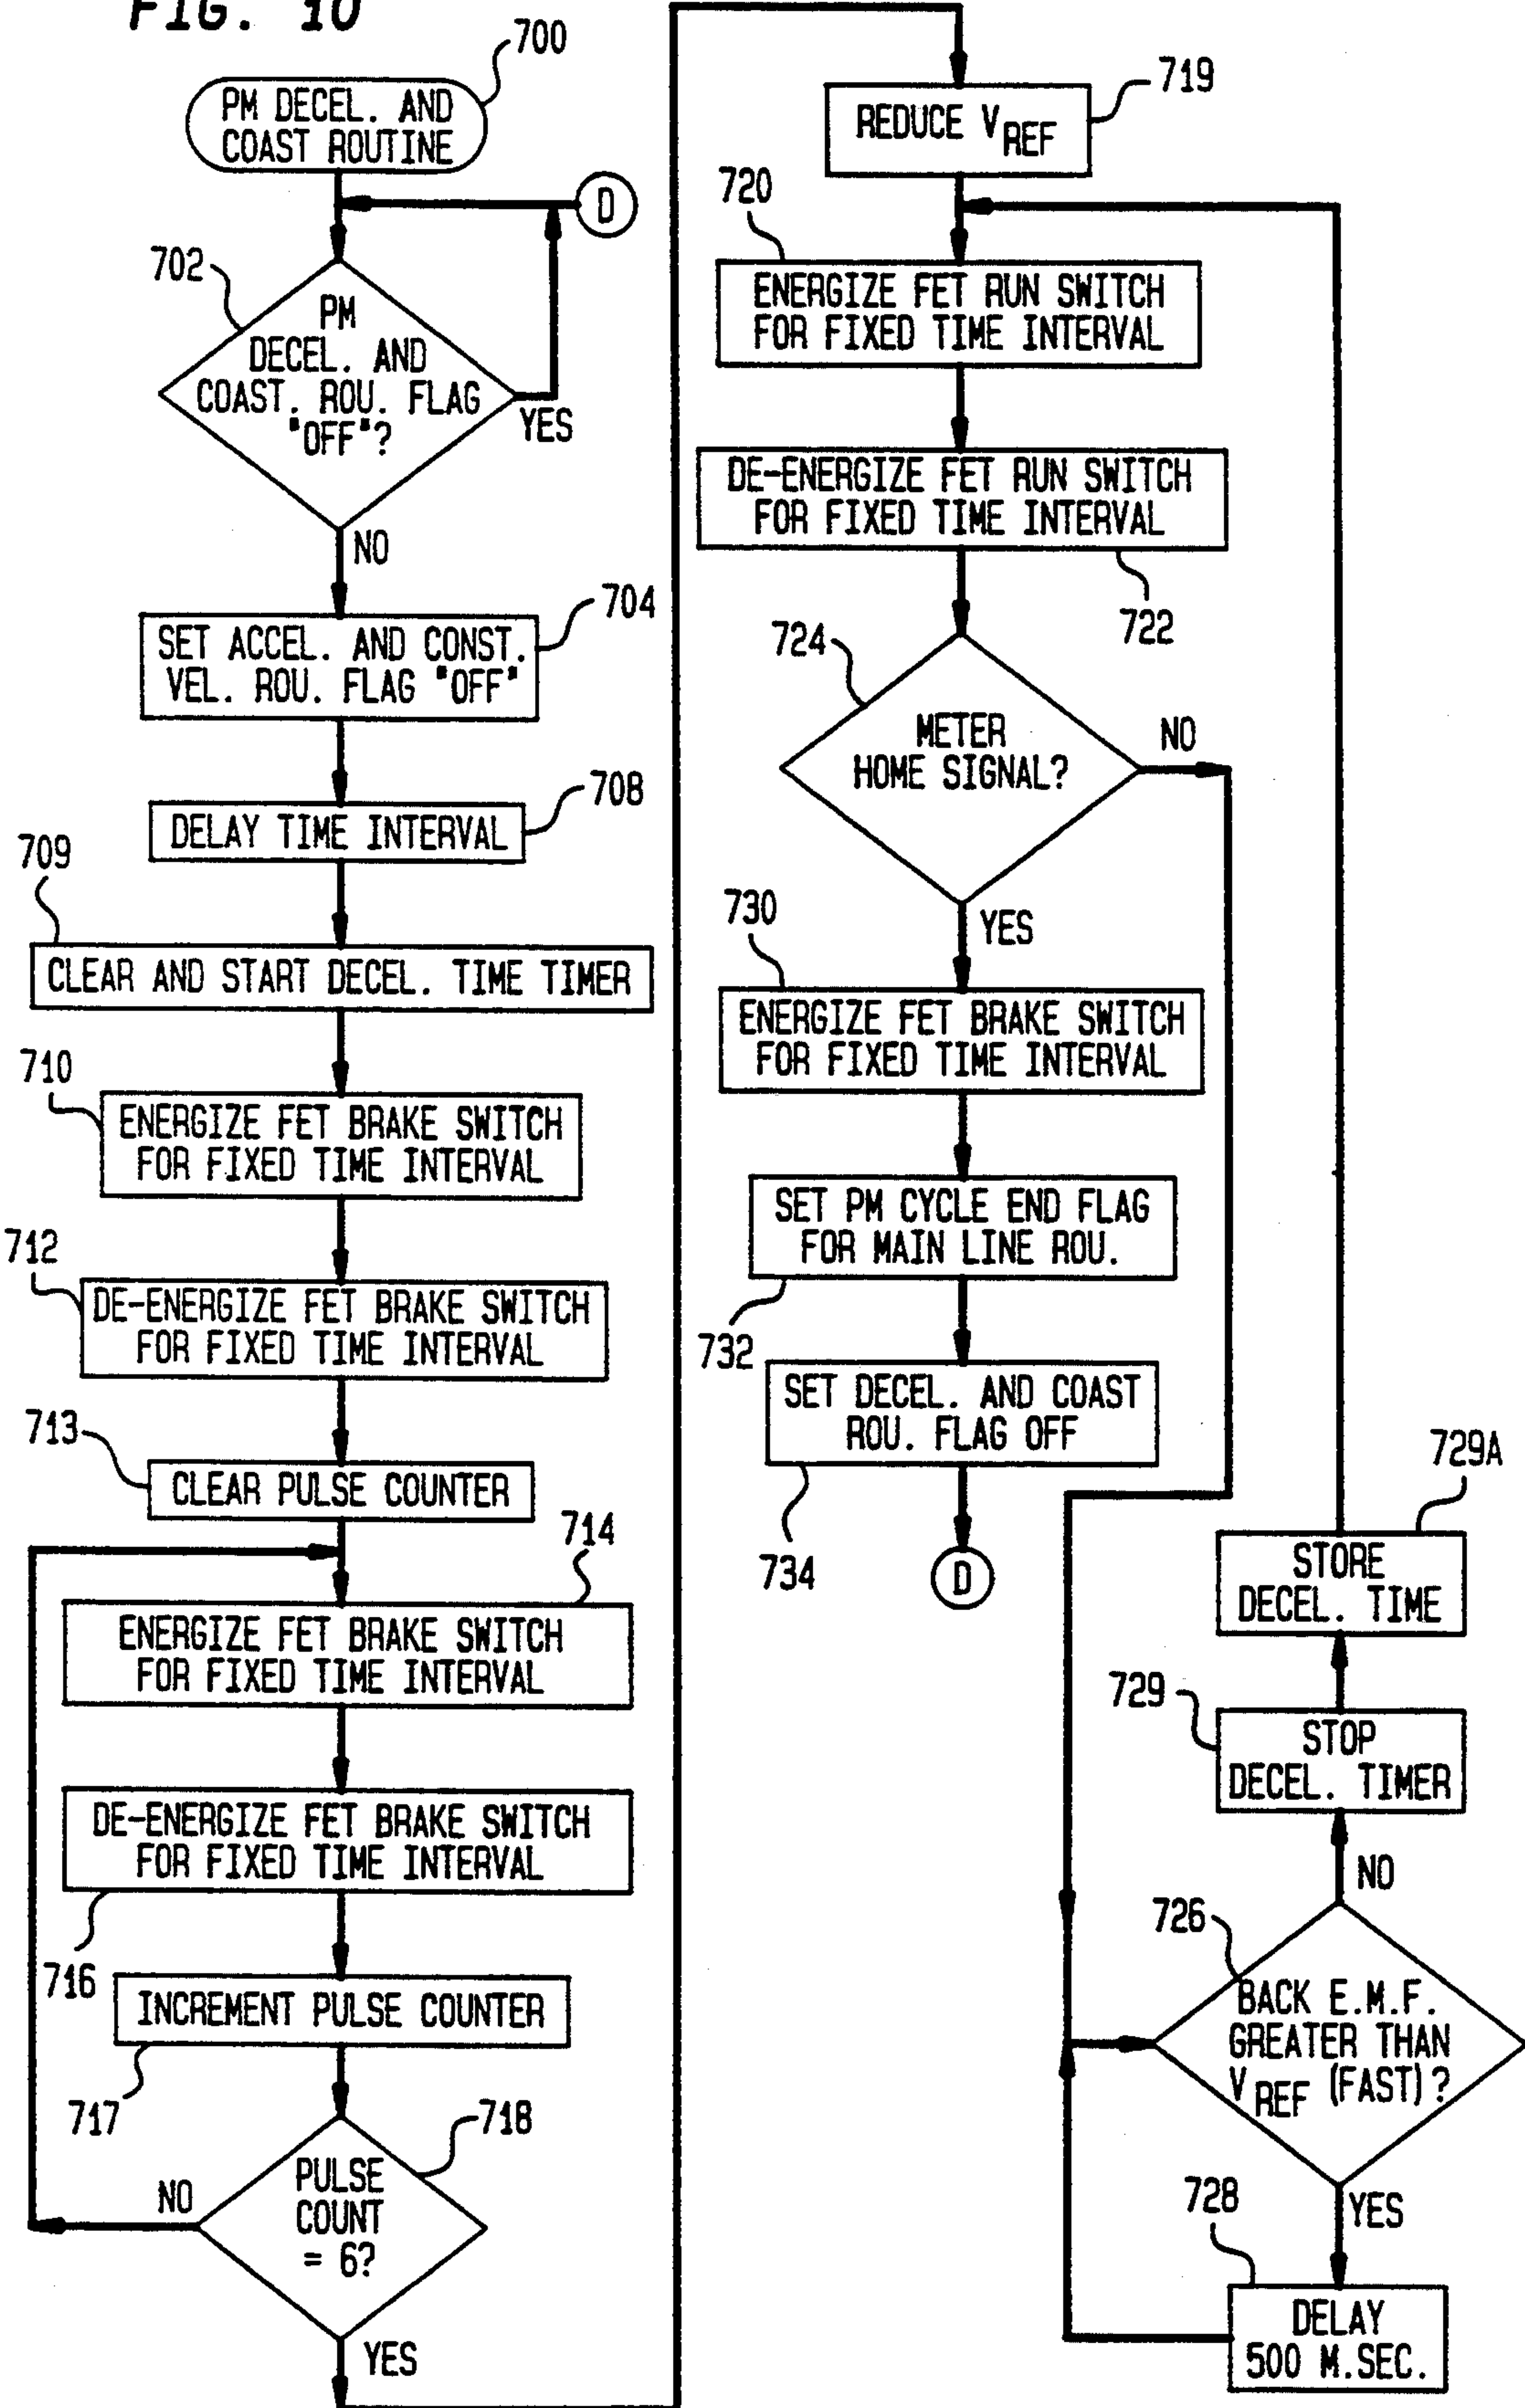 FIG. 10
700
PM DECEL. AND
COAST ROUTINE
D
702
PM
DECEL. AND
COAST. ROU. FLAG
"OFF"?
YES
NO
704
SET ACCEL. AND CONST.
VEL. ROU. FLAG "OFF"
708
DELAY TIME INTERVAL
709
CLEAR AND START DECEL. TIME TIMER
710
ENERGIZE FET BRAKE SWITCH
FOR FIXED TIME INTERVAL
712
DE-ENERGIZE FET BRAKE SWITCH
FOR FIXED TIME INTERVAL
713
CLEAR PULSE COUNTER
714
ENERGIZE FET BRAKE SWITCH
FOR FIXED TIME INTERVAL
DE-ENERGIZE FET BRAKE SWITCH
FOR FIXED TIME INTERVAL
716
INCREMENT PULSE COUNTER
717
718
PULSE
COUNT
= 6?
NO
YES
719
REDUCE VREF
720
ENERGIZE FET RUN SWITCH
FOR FIXED TIME INTERVAL
DE-ENERGIZE FET RUN SWITCH
FOR FIXED TIME INTERVAL
722
724
METER
HOME SIGNAL?
NO
YES
730
ENERGIZE FET BRAKE SWITCH
FOR FIXED TIME INTERVAL
SET PM CYCLE END FLAG
FOR MAIN LINE ROU.
732
SET DECEL. AND COAST
ROU. FLAG OFF
734
D
729A
STORE
DECEL. TIME
729
STOP
DECEL. TIMER
NO
726
BACK E.M.F.
GREATER THAN
VREF (FAST)?
YES
728
DELAY
500 M.SEC.